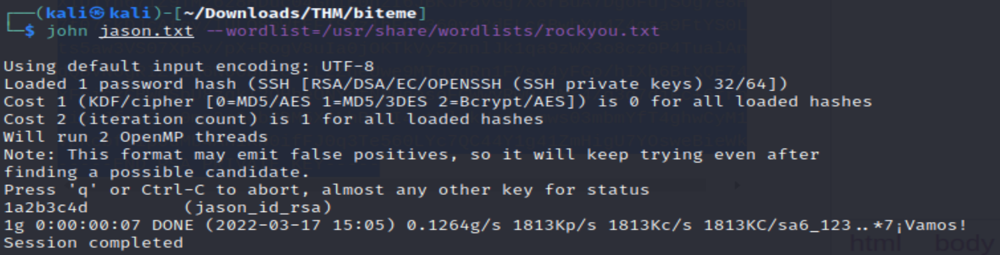 ┌──(kali㉿kali)-[~/Downloads/THM/biteme]
└─$ john jason.txt --wordlist=/usr/share/wordlists/rockyou.txt
Using default input encoding: UTF-8
Loaded 1 password hash (SSH [RSA/DSA/EC/OPENSSH (SSH private keys) 32/64])
Cost 1 (KDF/cipher [0=MD5/AES 1=MD5/3DES 2=Bcrypt/AES]) is 0 for all loaded hashes
Cost 2 (iteration count) is 1 for all loaded hashes
Will run 2 OpenMP threads
Note: This format may emit false positives, so it will keep trying even after
finding a possible candidate.
Press 'q' or Ctrl-C to abort, almost any other key for status
1a2b3c4d         (jason_id_rsa)
1g 0:00:00:07 DONE (2022-03-17 15:05) 0.1264g/s 1813Kp/s 1813Kc/s 1813KC/sa6_123..*7¡Vamos!
Session completed
html body